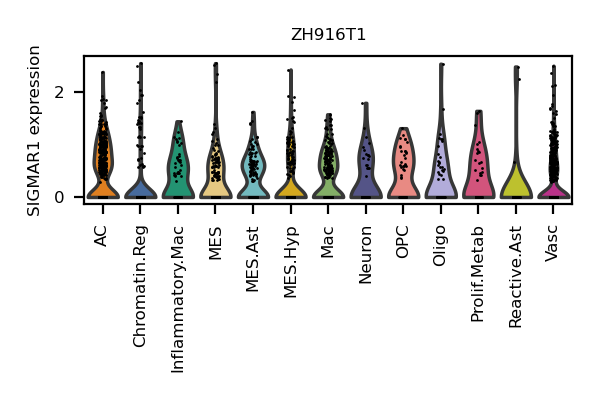 ZH916T1
SIGMAR1 expression
2
0
AC
Chromatin.Reg
Inflammatory.Mac
MES
MES.Ast
MES.Hyp
Mac
Neuron
OPC
Oligo
Prolif.Metab
Reactive.Ast
Vasc